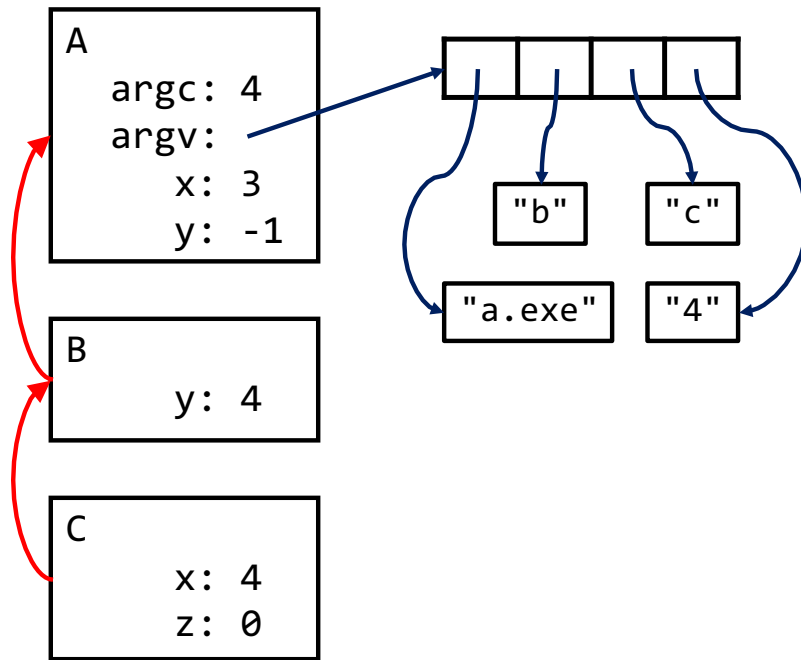 A
argc: 4
argv:
x: 3
y: -1
"b"
"c"
"a.exe"
"4"
B
y: 4
C
x: 4
z: 0